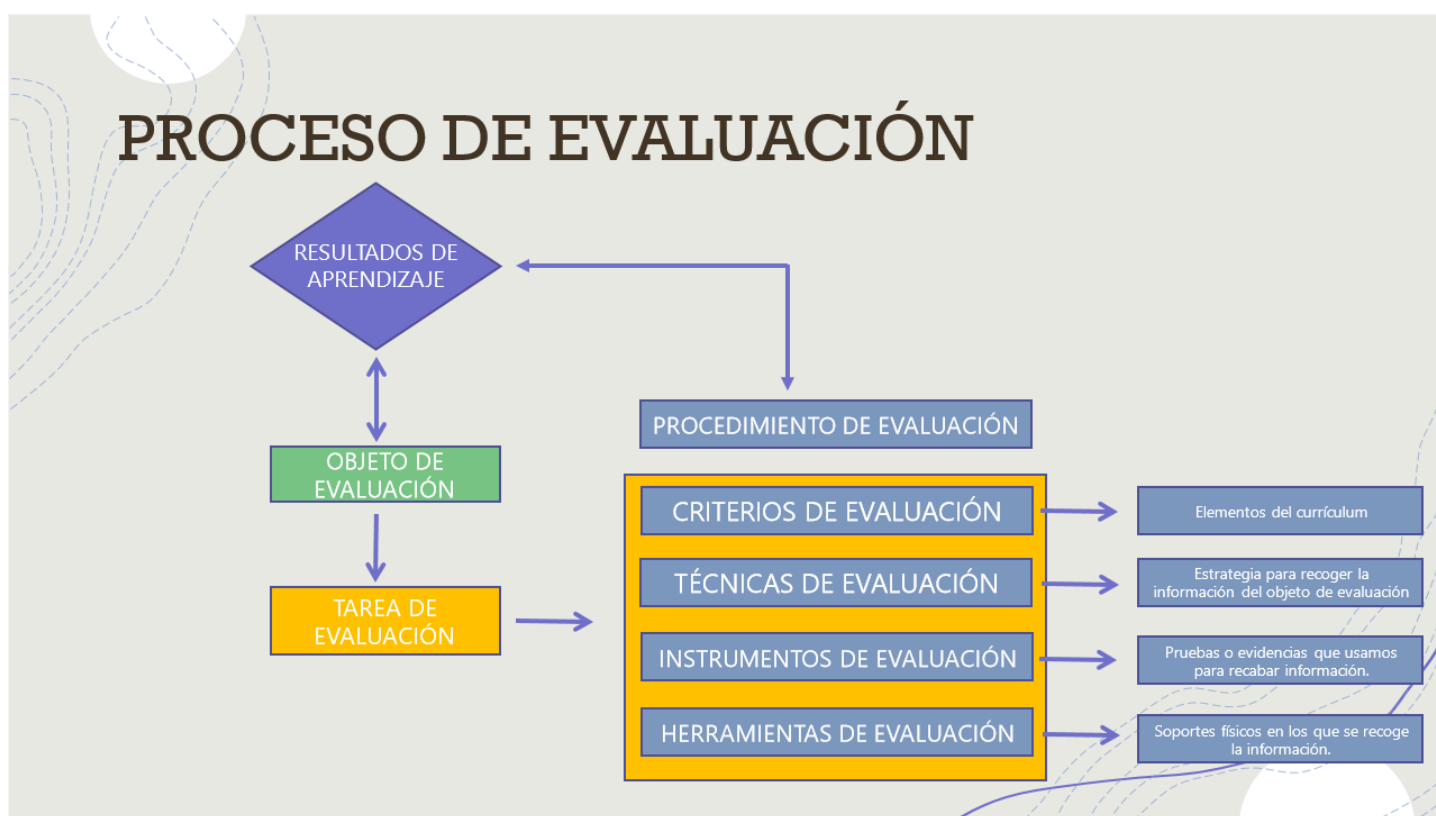 PROCESO DE EVALUACIÓN
RESULTADOS DE
APRENDIZAJE
OBJETO DE
EVALUACIÓN
TAREA DE
EVALUACIÓN
PROCEDIMIENTO DE EVALUACIÓN
CRITERIOS DE EVALUACIÓN
Elementos del currículum
TÉCNICAS DE EVALUACIÓN
Estrategia para recoger la
información del objeto de evaluación
INSTRUMENTOS DE EVALUACIÓN
Pruebas o evidencias que usamos
para recabar información.
HERRAMIENTAS DE EVALUACIÓN
Soportes físicos en los que se recoge
la información.